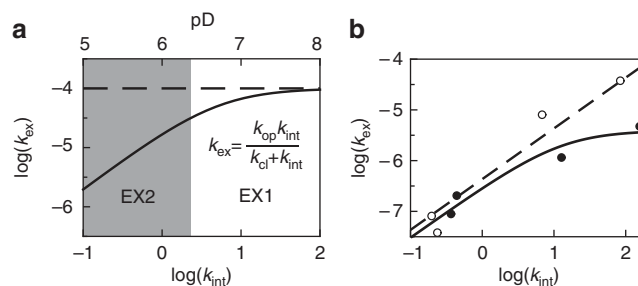 a
pD
5 6 7 8
log(k_ex)
−4
−5
−6
k_ex = k_op k_int / k_cl + k_int
EX2
EX1
−1 0 1 2
log(k_int)
b
log(k_ex)
−4
−5
−6
−7
−1 0 1 2
log(k_int)